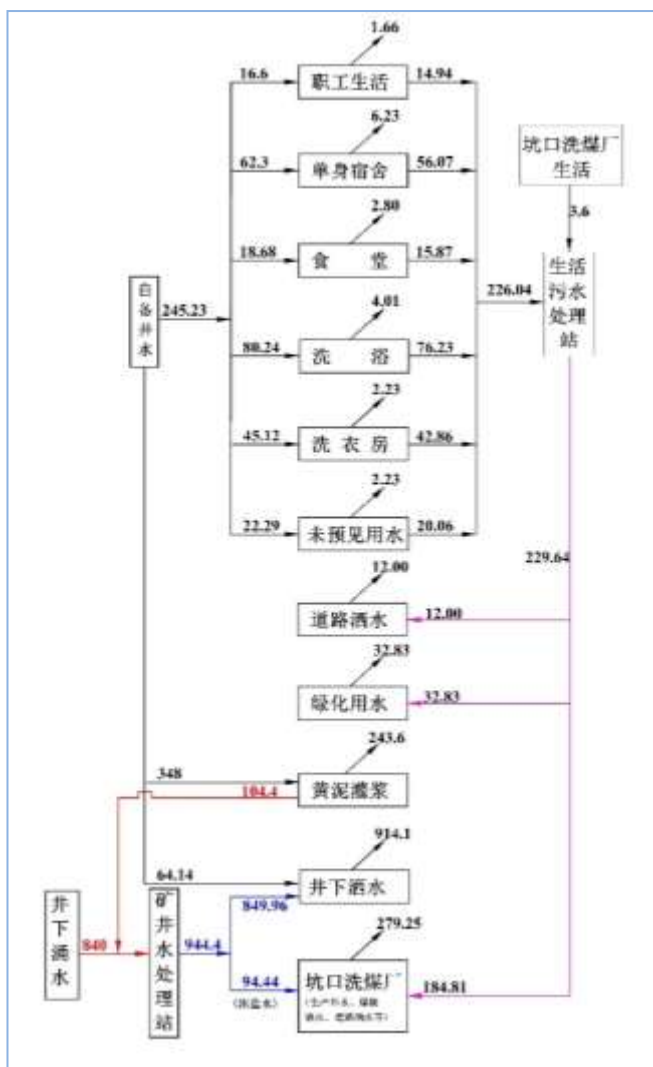 1.66
16.6
职工生活
14.94
6.23
62.3
单身宿舍
56.07
坑口洗煤厂
生活
3.6
2.80
18.68
食 堂
15.87
自备井水
245.23
226.04
生活
污水
处理
站
4.01
80.24
洗 浴
76.23
2.23
45.12
洗 衣 房
42.86
2.23
22.29
未预见用水
20.06
229.64
12.00
道路洒水
12.00
32.83
绿化用水
32.83
243.6
348
黄泥灌浆
104.4
914.1
64.14
井下洒水
849.96
井下涌水
840
矿井水处理站
944.4
279.25
94.44
坑口洗煤厂
184.81